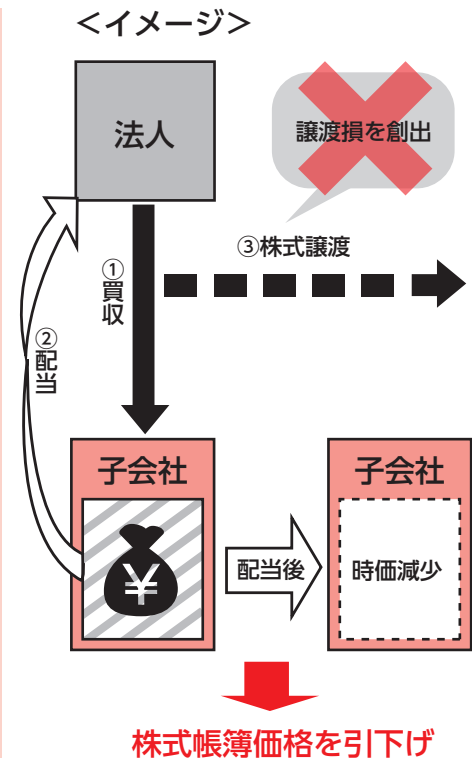 ＜イメージ＞
法人
譲渡損を創出
③株式譲渡
①買収
②配当
子会社
¥
配当後
子会社
時価減少
株式帳簿価格を引下げ